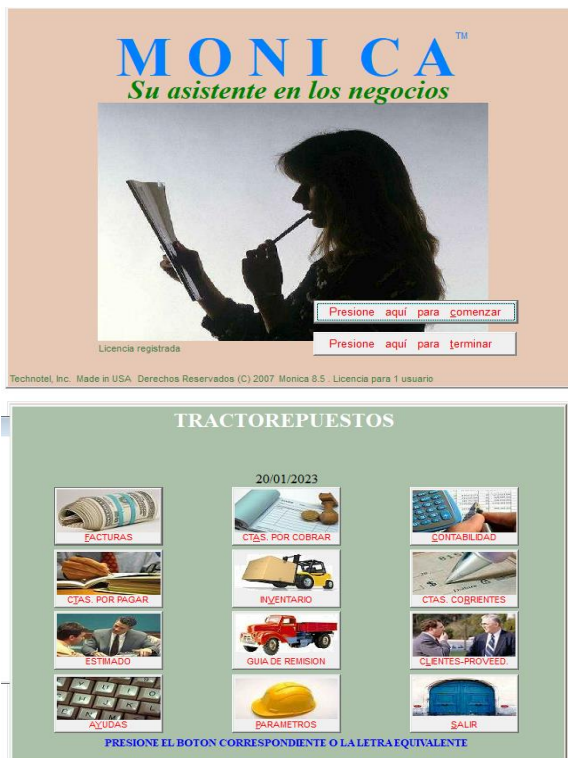 MONICA™
Su asistente en los negocios
Presione aquí para comenzar
Licencia registrada
Presione aquí para terminar
Technotel, Inc. Made in USA Derechos Reservados (C) 2007 Monica 8.5 . Licencia para 1 usuario
TRACTOREPUESTOS
20/01/2023
FACTURAS
CTAS. POR COBRAR
CONTABILIDAD
CTAS. POR PAGAR
INVENTARIO
CTAS. CORRIENTES
ESTIMADO
GUIA DE REMISION
CLIENTES-PROVEED.
AYUDAS
PARAMETROS
SALIR
PRESIONE EL BOTON CORRESPONDIENTE O LA LETRA EQUIVALENTE